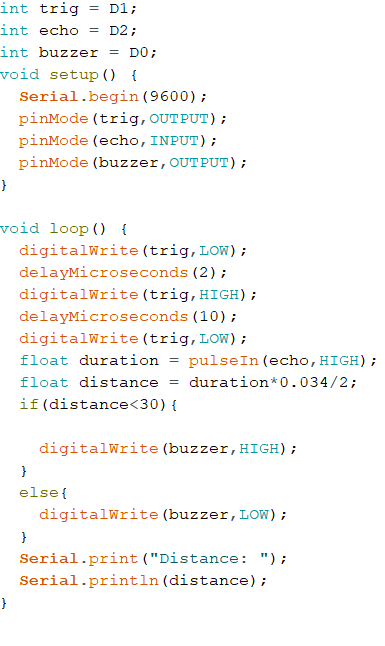 int trig = D1;
int echo = D2;
int buzzer = D0;
void setup() {
  Serial.begin(9600);
  pinMode(trig,OUTPUT);
  pinMode(echo,INPUT);
  pinMode(buzzer,OUTPUT);
}

void loop() {
  digitalWrite(trig,LOW);
  delayMicroseconds(2);
  digitalWrite(trig,HIGH);
  delayMicroseconds(10);
  digitalWrite(trig,LOW);
  float duration = pulseIn(echo,HIGH);
  float distance = duration*0.034/2;
  if(distance<30){

    digitalWrite(buzzer,HIGH);
  }
  else{
    digitalWrite(buzzer,LOW);
  }
  Serial.print("Distance: ");
  Serial.println(distance);
}